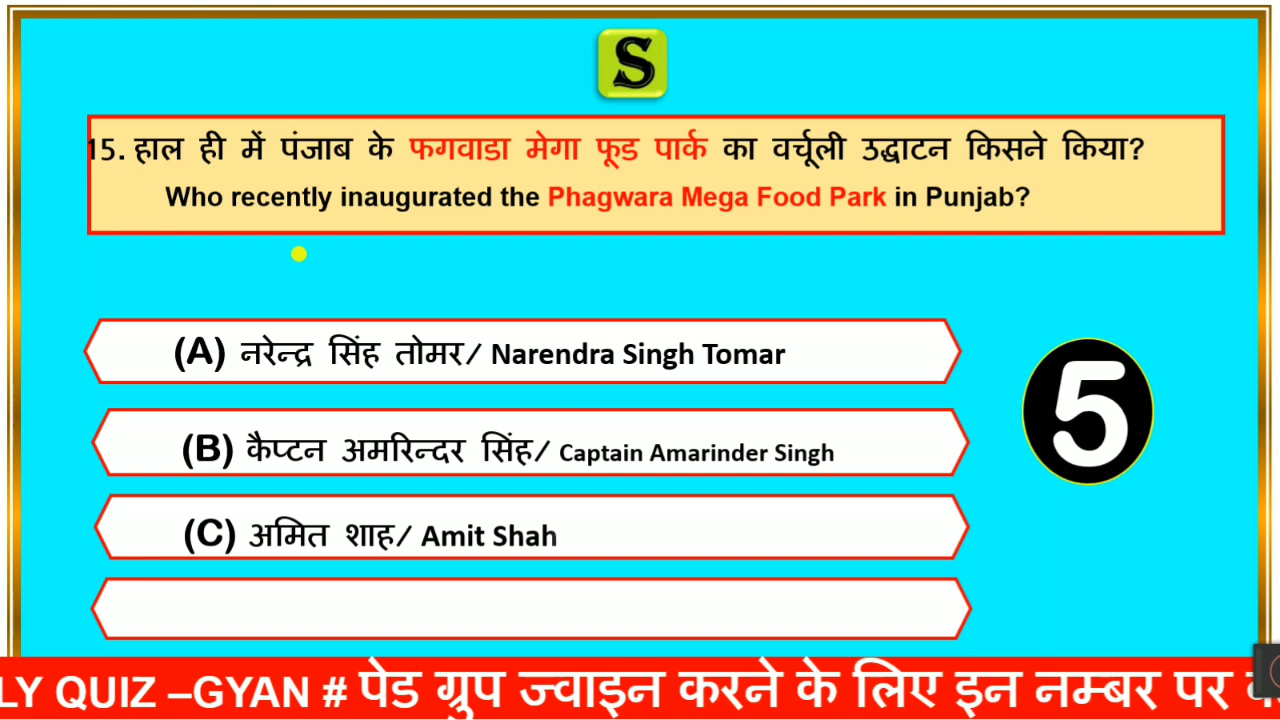 S
15. हाल ही में पंजाब के फगवाडा मेगा फूड पार्क का वर्चूली उद्घाटन किसने किया?
Who recently inaugurated the Phagwara Mega Food Park in Punjab?
(A) नरेन्द्र सिंह तोमर/ Narendra Singh Tomar
(B) कैप्टन अमरिन्दर सिंह/ Captain Amarinder Singh
5
(C) अमित शाह/ Amit Shah
LY QUIZ –GYAN # पेड ग्रुप ज्वाइन करने के लिए इन नम्बर पर